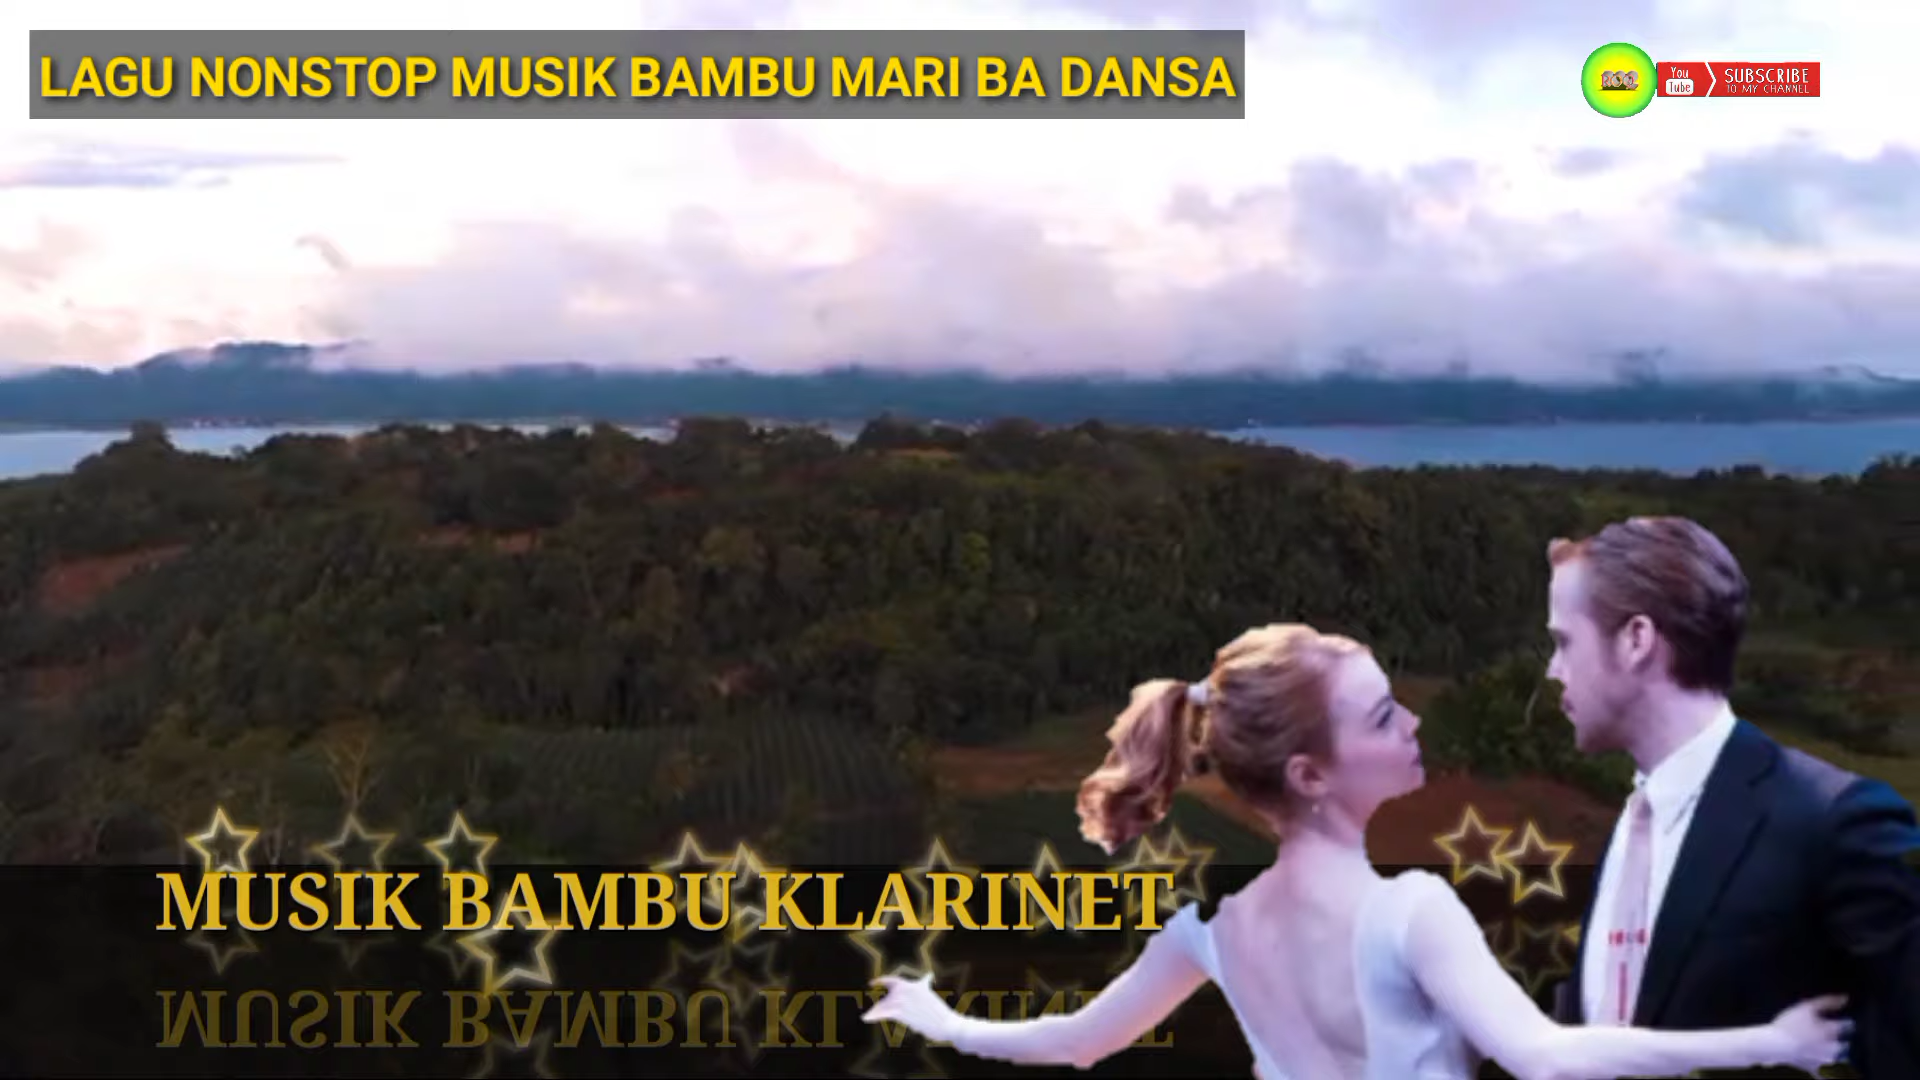 LAGU NONSTOP MUSIK BAMBU MARI BA DANSA
You
Tube
SUBSCRIBE
TO MY CHANNEL
MUSIK BAMBU KLARINET